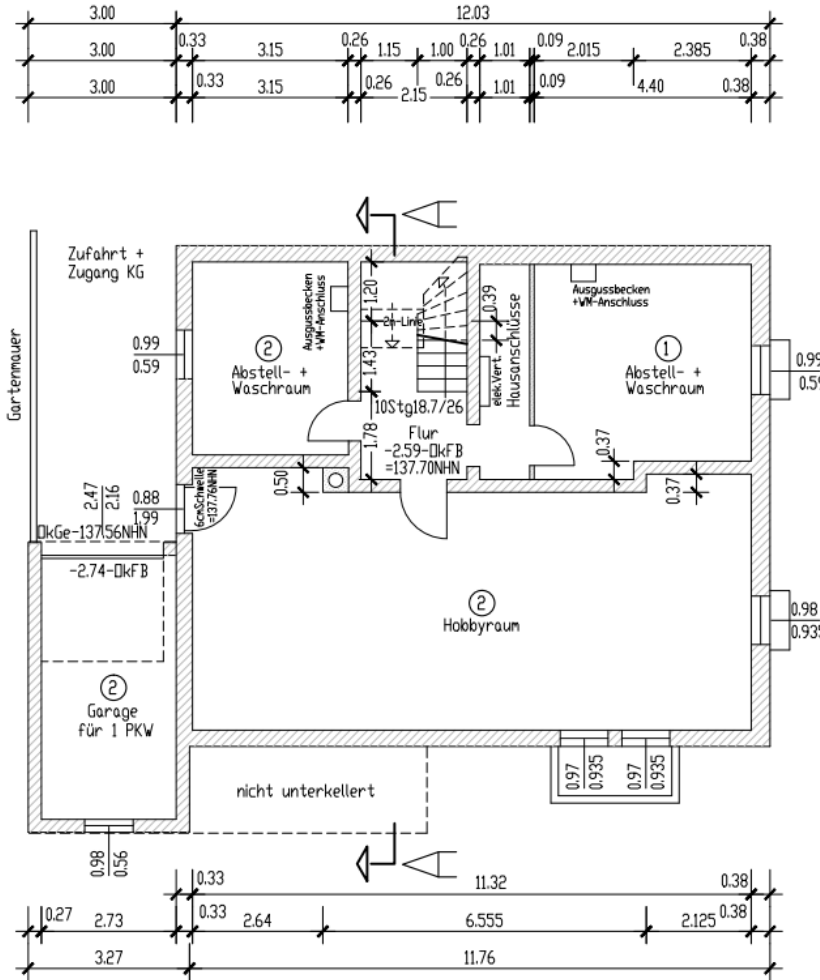 3.00 12.03
3.00 0.33 3.15 0.26 1.15 1.00 0.26 1.01 0.09 2.015 2.385 0.38
3.00 0.33 3.15 0.26 2.15 0.26 1.01 0.09 4.40 0.38
Zufahrt +
Zugang KG
Gartenmauer
0.99
0.59
2
Abstell- +
Waschraum
Ausgussbecken
+WM-Anschluss
1.20
2h-Linie
1.43
1.78
10Stg18.7/26
Flur
-2.59-OkFB
=137.70NHN
0.39
elek.Vert.
Hausanschlüsse
Ausgussbecken
+WM-Anschluss
1
Abstell- +
Waschraum
0.99
0.59
0.37
0.37
0.50
6cmSchwelle
=137.76NHN
2.47
2.16
0.88
1.99
OkGe-137.56NHN
-2.74-OkFB
2
Hobbyraum
0.98
0.935
2
Garage
für 1 PKW
nicht unterkellert
0.97
0.935
0.97
0.935
0.98
0.56
0.33 11.32 0.38
0.27 2.73 0.33 2.64 6.555 2.125 0.38
3.27 11.76